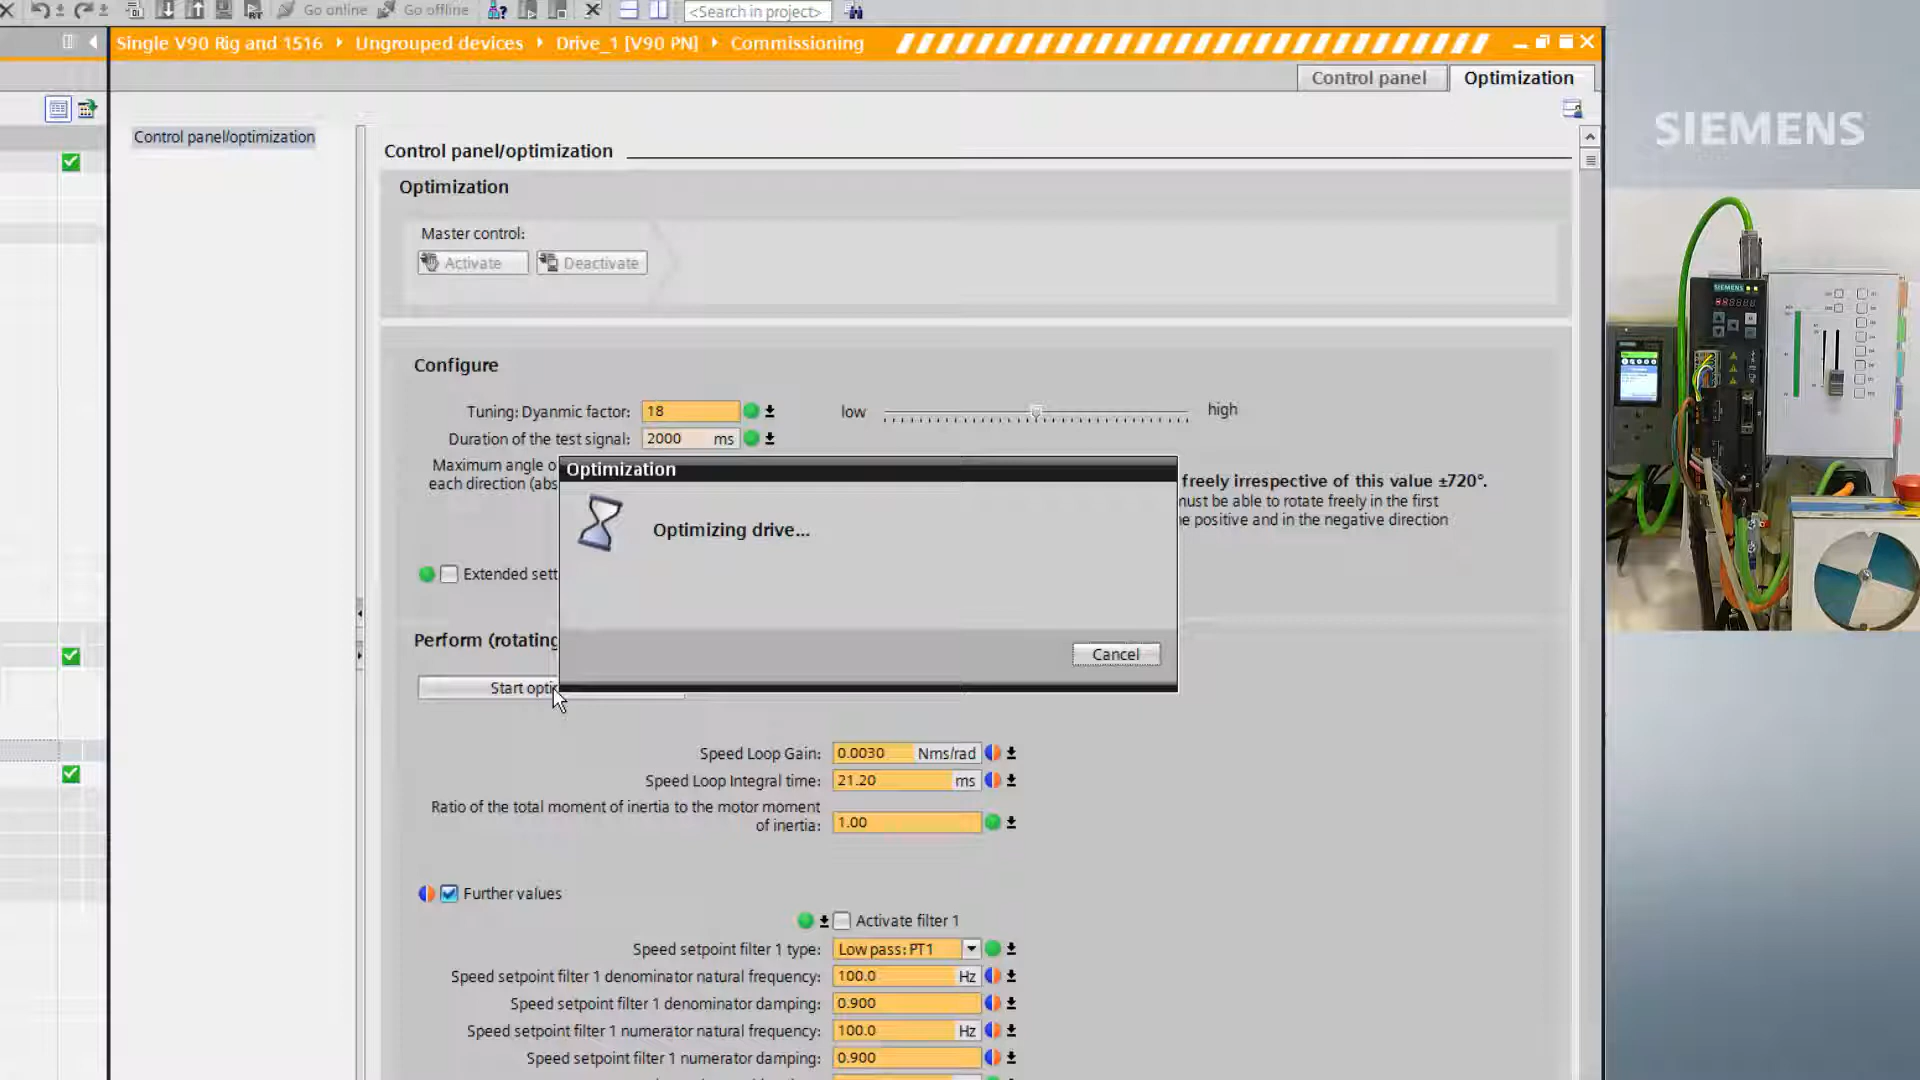 Go online Go offline <Search in project>
Single V90 Rig and 1516 Ungrouped devices Drive_1 [V90 PN] Commissioning
Control panel Optimization
SIEMENS
Control panel/optimization
Control panel/optimization
Optimization
Master control:
Activate Deactivate
Configure
Tuning: Dyanmic factor: 18 low high
Duration of the test signal: 2000 ms
Maximum angle o
each direction (abs
freely irrespective of this value ±720°.
must be able to rotate freely in the first
e positive and in the negative direction
Optimization
Optimizing drive...
Cancel
Extended sett
Perform (rotating
Start opti
Speed Loop Gain: 0.0030 Nms/rad
Speed Loop Integral time: 21.20 ms
Ratio of the total moment of inertia to the motor moment
of inertia: 1.00
Further values
Activate filter 1
Speed setpoint filter 1 type: Low pass: PT1
Speed setpoint filter 1 denominator natural frequency: 100.0 Hz
Speed setpoint filter 1 denominator damping: 0.900
Speed setpoint filter 1 numerator natural frequency: 100.0 Hz
Speed setpoint filter 1 numerator damping: 0.900
SIEMENS